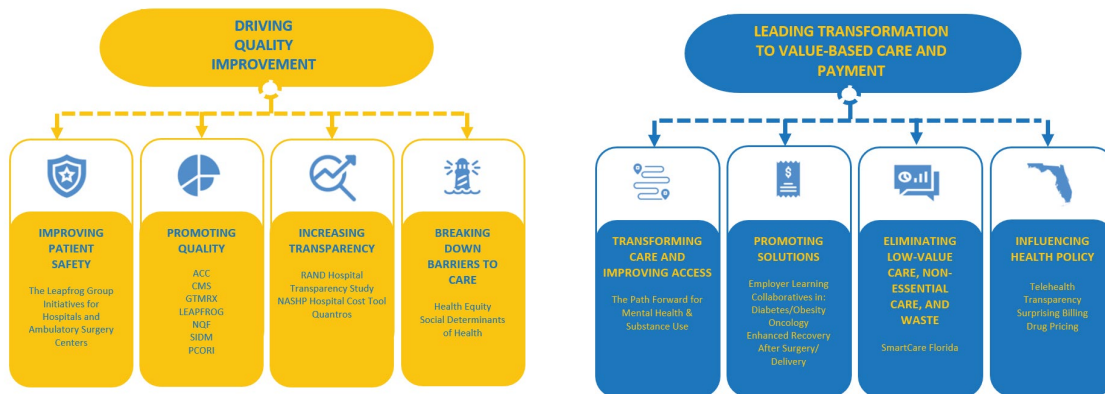 DRIVING
QUALITY
IMPROVEMENT
IMPROVING
PATIENT
SAFETY
The Leapfrog Group
Initiatives for
Hospitals and
Ambulatory Surgery
Centers
PROMOTING
QUALITY
ACC
CMS
GTMRX
LEAPFROG
NQF
SIDM
PCORI
INCREASING
TRANSPARENCY
RAND Hospital
Transparency Study
NASHP Hospital Cost Tool
Quantros
BREAKING
DOWN
BARRIERS TO
CARE
Health Equity
Social Determinants
of Health
LEADING TRANSFORMATION
TO VALUE-BASED CARE AND
PAYMENT
TRANSFORMING
CARE AND
IMPROVING ACCESS
The Path Forward for
Mental Health &
Substance Use
$
PROMOTING
SOLUTIONS
Employer Learning
Collaboratives in:
Diabetes/Obesity
Oncology
Enhanced Recovery
After Surgery/
Delivery
ELIMINATING
LOW-VALUE
CARE, NON-
ESSENTIAL
CARE, AND
WASTE
SmartCare Florida
INFLUENCING
HEALTH POLICY
Telehealth
Transparency
Surprising Billing
Drug Pricing